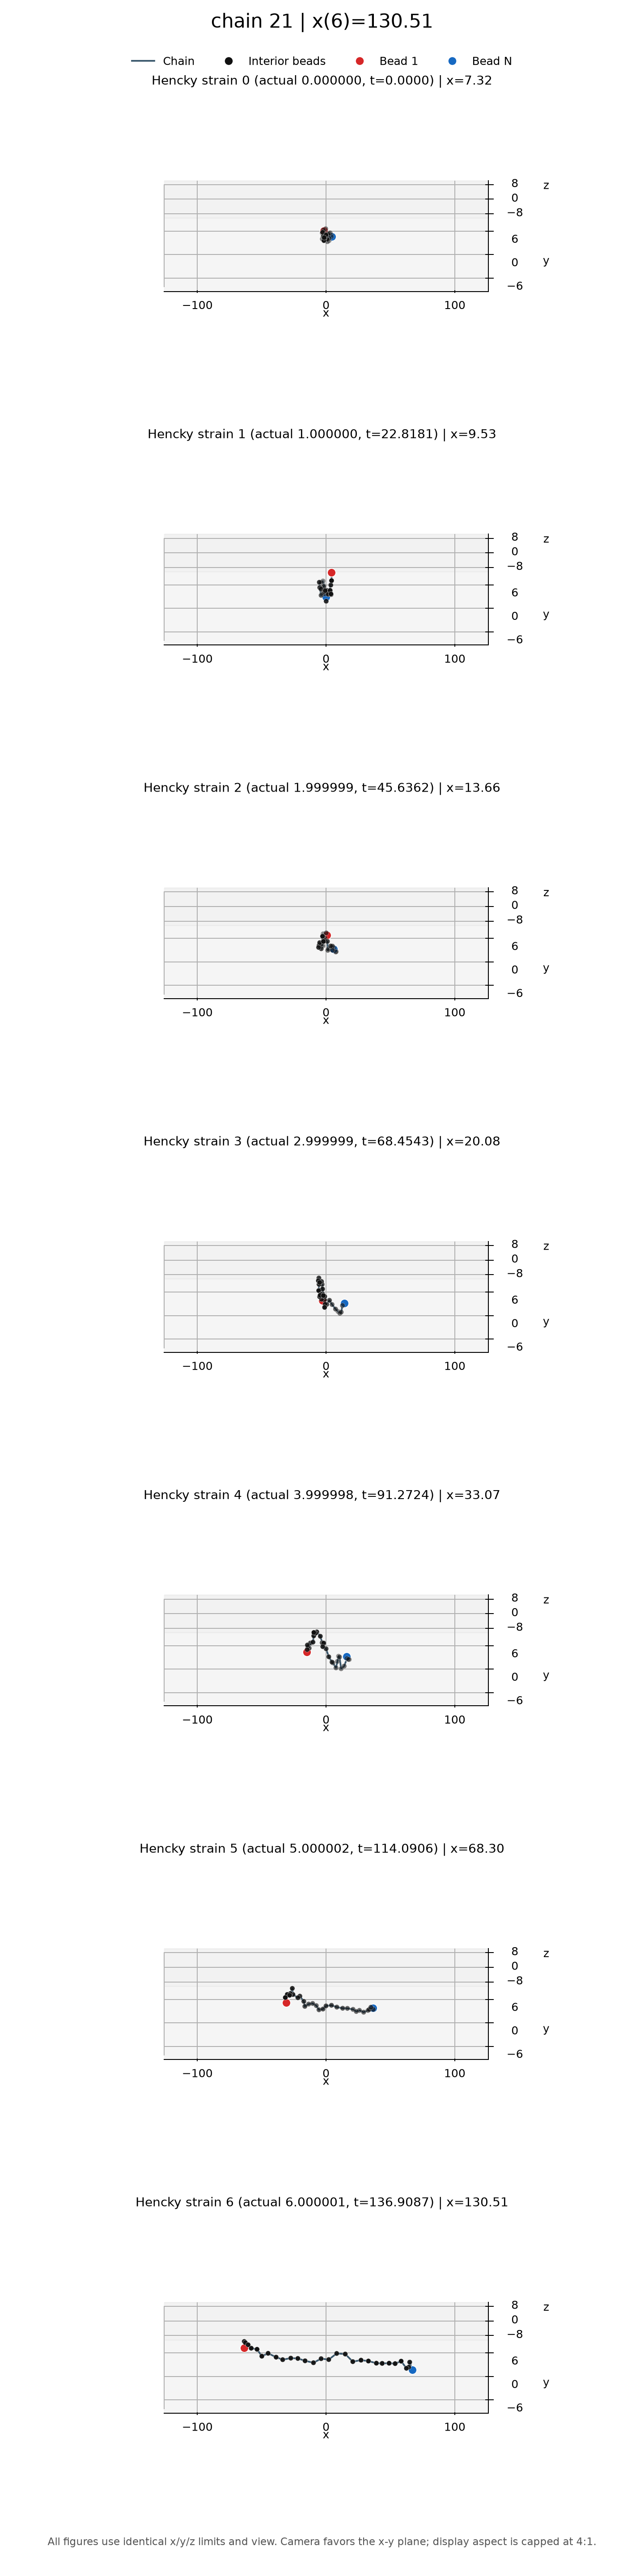 chain 21 | x(6)=130.51
Chain Interior beads Bead 1 Bead N
Hencky strain 0 (actual 0.000000, t=0.0000) | x=7.32
8 z
0
−8
6
0 y
−6
−100 0 100
x
Hencky strain 1 (actual 1.000000, t=22.8181) | x=9.53
8 z
0
−8
6
0 y
−6
−100 0 100
x
Hencky strain 2 (actual 1.999999, t=45.6362) | x=13.66
8 z
0
−8
6
0 y
−6
−100 0 100
x
Hencky strain 3 (actual 2.999999, t=68.4543) | x=20.08
8 z
0
−8
6
0 y
−6
−100 0 100
x
Hencky strain 4 (actual 3.999998, t=91.2724) | x=33.07
8 z
0
−8
6
0 y
−6
−100 0 100
x
Hencky strain 5 (actual 5.000002, t=114.0906) | x=68.30
8 z
0
−8
6
0 y
−6
−100 0 100
x
Hencky strain 6 (actual 6.000001, t=136.9087) | x=130.51
8 z
0
−8
6
0 y
−6
−100 0 100
x
All figures use identical x/y/z limits and view. Camera favors the x-y plane; display aspect is capped at 4:1.